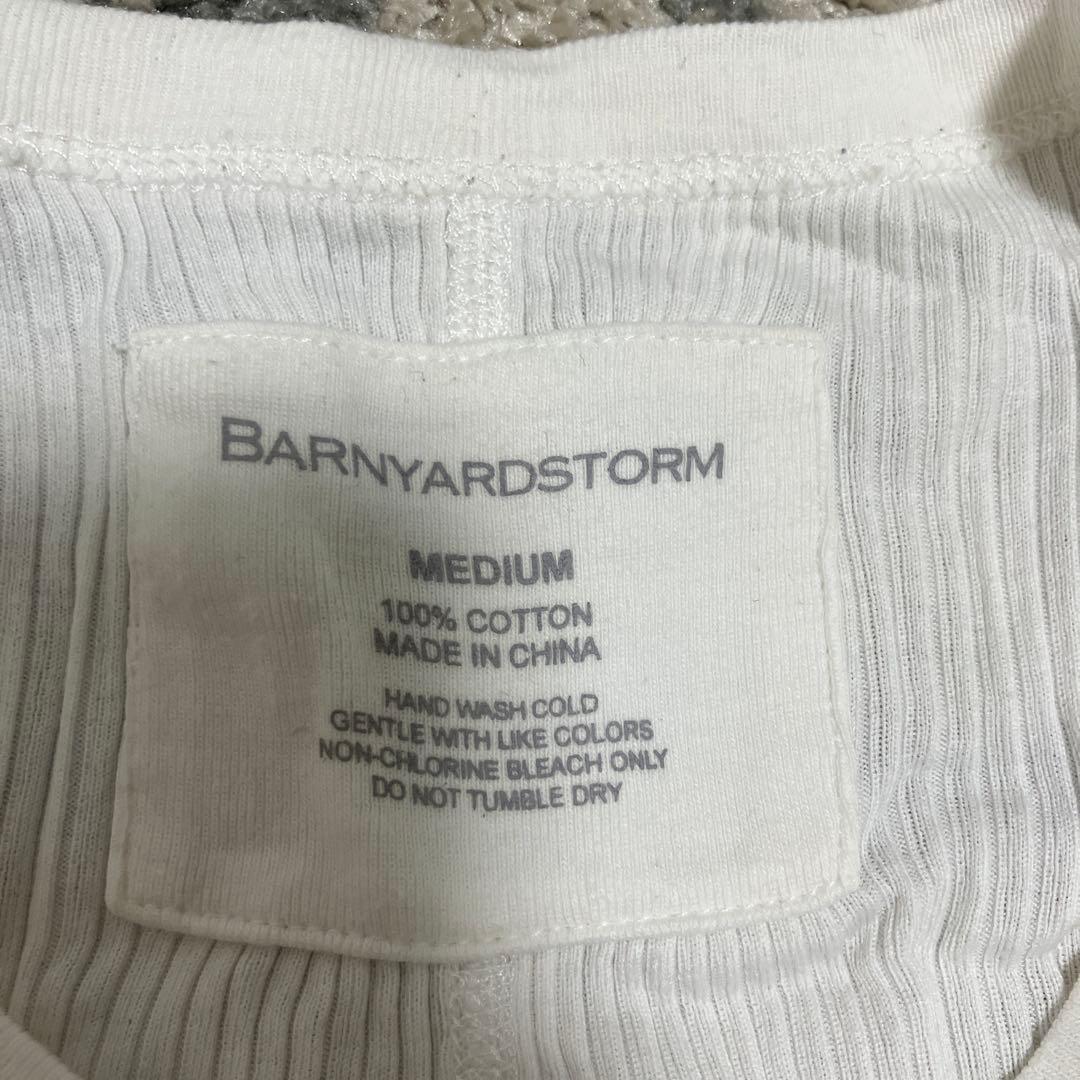 BARNYARDSTORM
MEDIUM
100% COTTON
MADE IN CHINA
HAND WASH COLD
GENTLE WITH LIKE COLORS
NON-CHLORINE BLEACH ONLY
DO NOT TUMBLE DRY